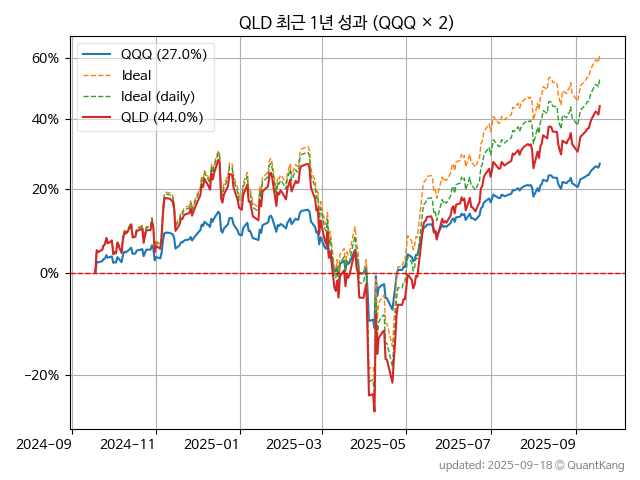 QLD 최근 1년 성과 (QQQ × 2)
QQQ (27.0%)
Ideal
Ideal (daily)
QLD (44.0%)
60%
40%
20%
0%
−20%
2024-09
2024-11
2025-01
2025-03
2025-05
2025-07
2025-09
updated: 2025-09-18 © QuantKang